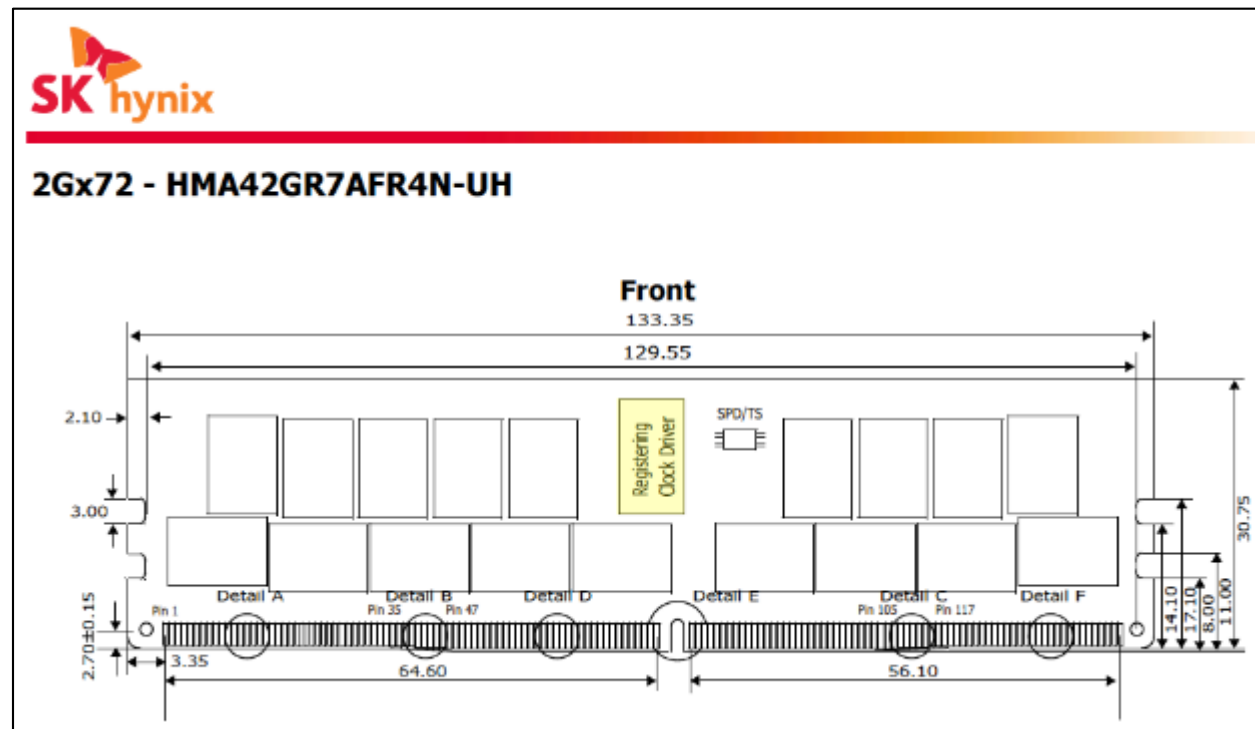 SK hynix
2Gx72 - HMA42GR7AFR4N-UH
Front
133.35
129.55
2.10
SPD/TS
Registering
Clock Driver
3.00
30.75
Detail A
Detail B
Detail D
Detail E
Detail C
Detail F
Pin 1
Pin 35
Pin 47
Pin 105
Pin 117
2.70±0.15
3.35
64.60
56.10
14.10
17.10
8.00
11.00